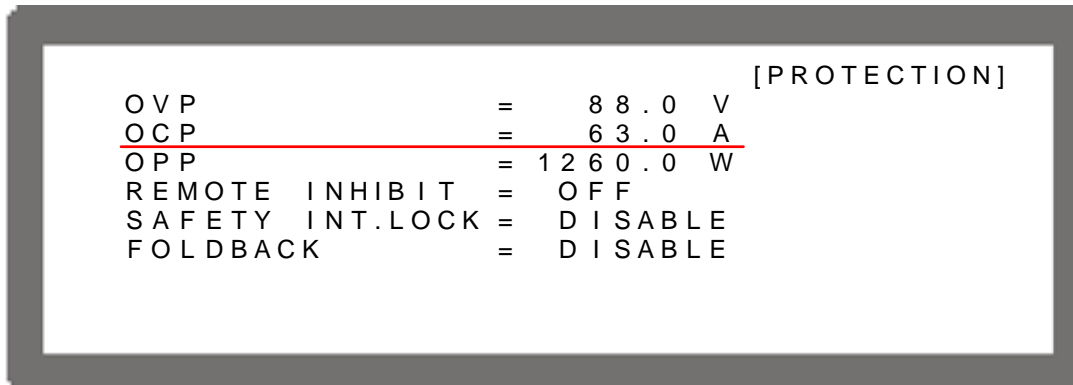 [PROTECTION]
OVP = 88.0 V
OCP = 63.0 A
OPP = 1260.0 W
REMOTE INHIBIT = OFF
SAFETY INT.LOCK = DISABLE
FOLDBACK = DISABLE